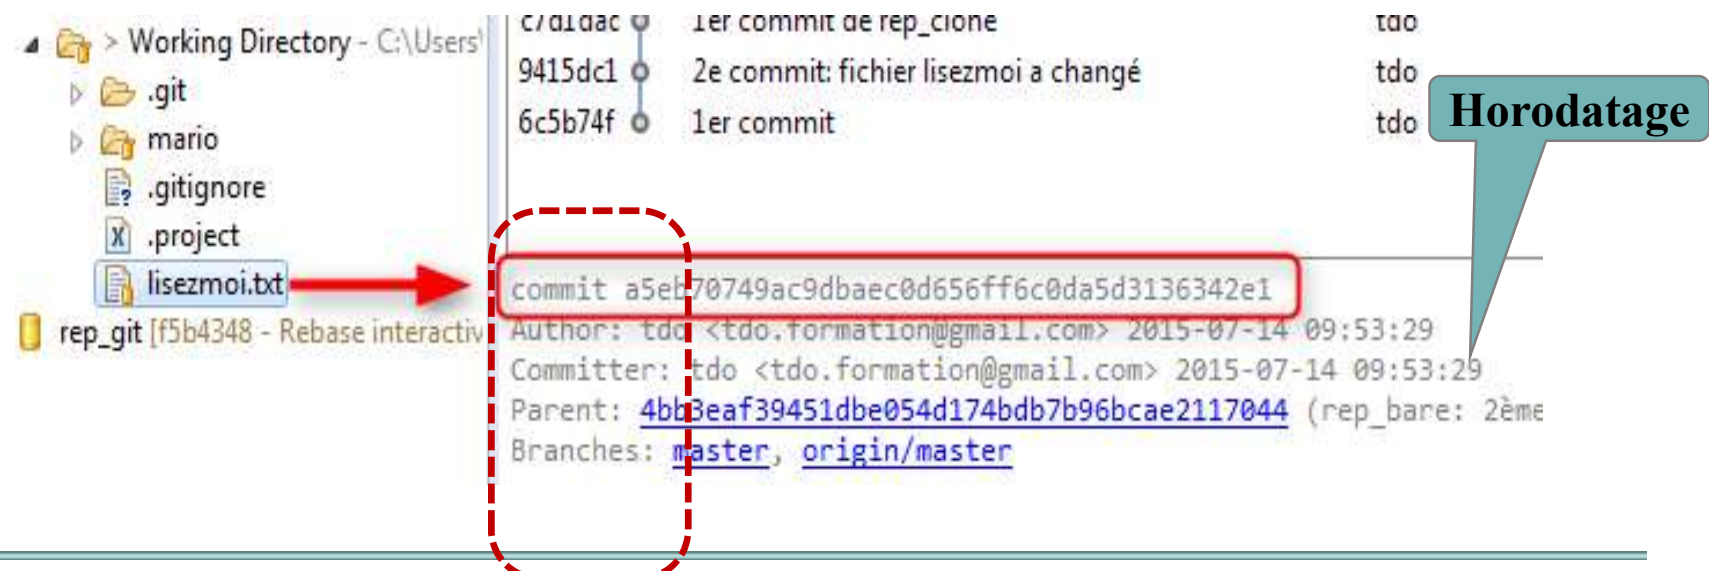 > Working Directory - C:\Users\
.git
mario
.gitignore
.project
lisezmoi.txt
rep_git [f5b4348 - Rebase interactiv
c7d1dac 1er commit de rep_clone tdo
9415dc1 2e commit: fichier lisezmoi a changé tdo
6c5b74f 1er commit tdo
Horodatage
commit a5eb70749ac9dbaec0d656ff6c0da5d3136342e1
Author: tdo <tdo.formation@gmail.com> 2015-07-14 09:53:29
Committer: tdo <tdo.formation@gmail.com> 2015-07-14 09:53:29
Parent: 4bb3eaf39451dbe054d174bdb7b96bcae2117044 (rep_bare: 2ème
Branches: master, origin/master